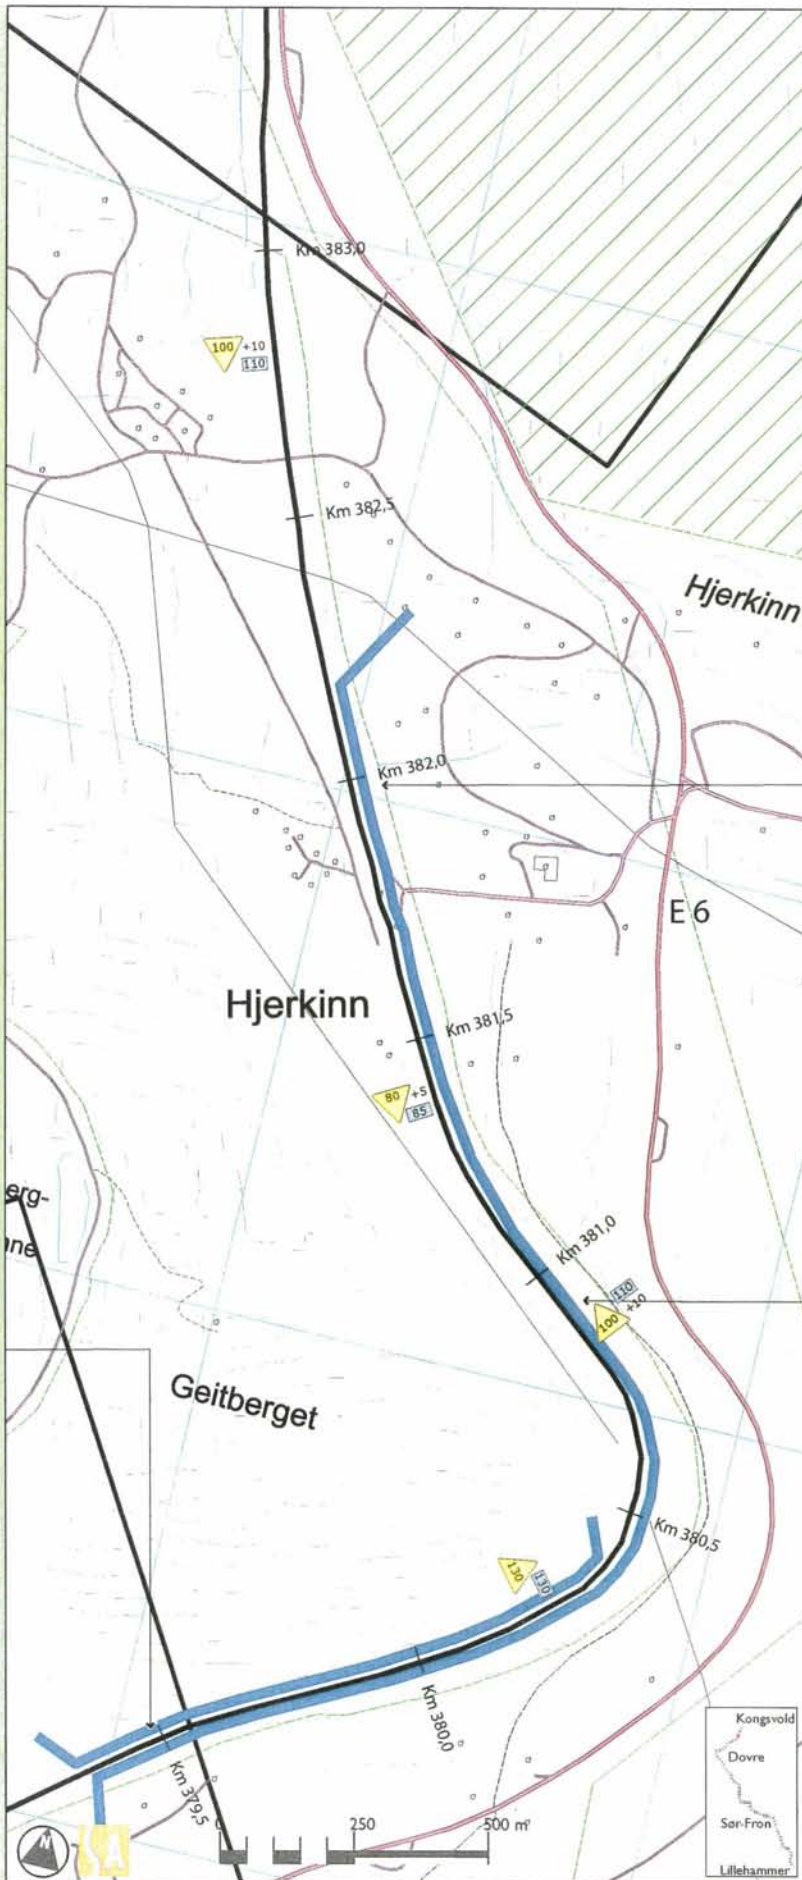 Km 383,0
100 +10
110
Km 382,5
Hjerkinn
Km 382,0
E 6
Hjerkinn
Km 381,5
80 +5
85
erg-
Km 381,0
110
100 +10
Geitberget
Km 380,5
130
130
Km 380,0
Km 379,5
0 250 500 m
N
Kongsvold
Dovre
Sør-Fron
Lillehammer